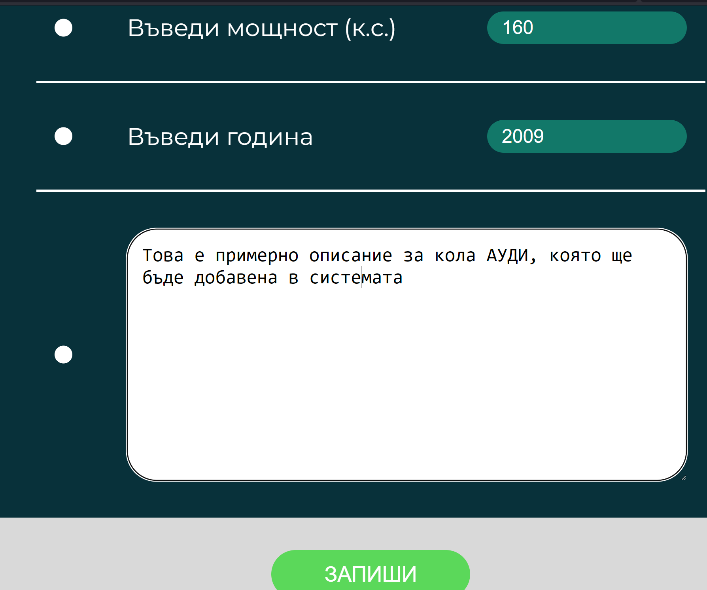 Въведи мощност (к.с.) 160
Въведи година 2009
Това е примерно описание за кола АУДИ, която ще
бъде добавена в системата
ЗАПИШИ